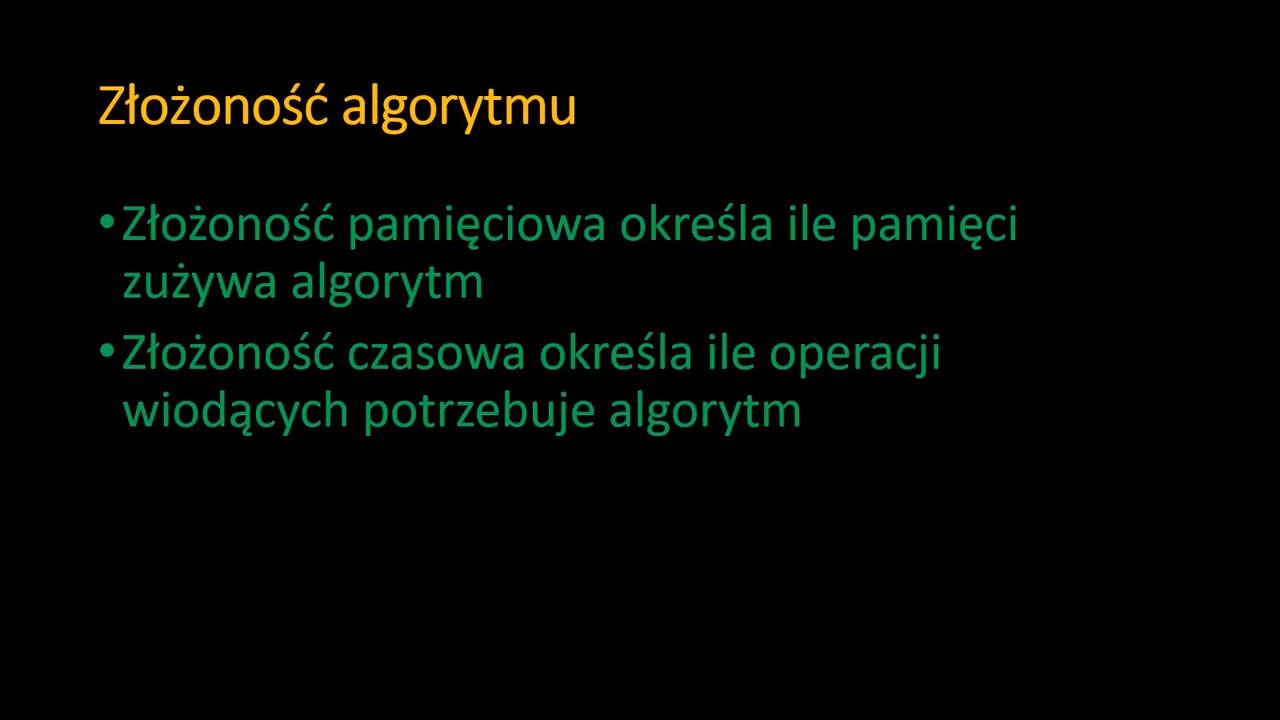 Złożoność algorytmu
•Złożoność pamięciowa określa ile pamięci
zużywa algorytm
•Złożoność czasowa określa ile operacji
wiodących potrzebuje algorytm